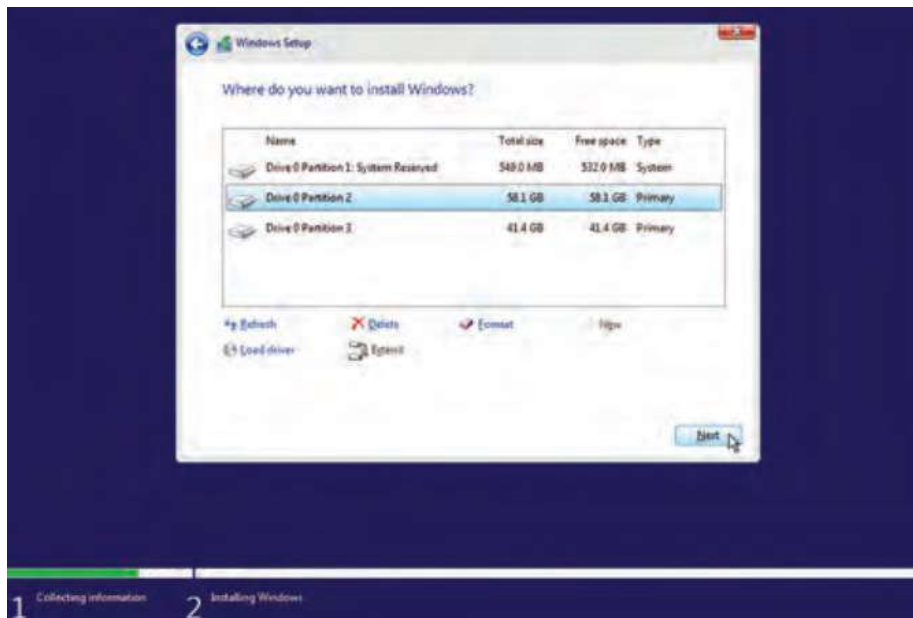 Windows Setup
Where do you want to install Windows?
Name Total size Free space Type
Drive 0 Partition 1: System Reserved 549.0 MB 532.0 MB System
Drive 0 Partition 2 58.1 GB 58.1 GB Primary
Drive 0 Partition 3 41.4 GB 41.4 GB Primary
Refresh Delete Format New
Load driver Extend
Next
1 Collecting information 2 Installing Windows